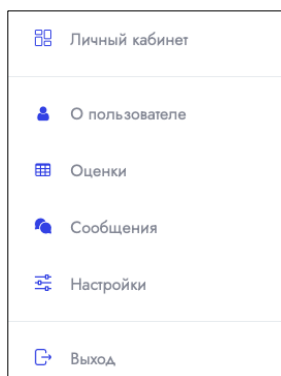 Личный кабинет
О пользователе
Оценки
Сообщения
Настройки
Выход